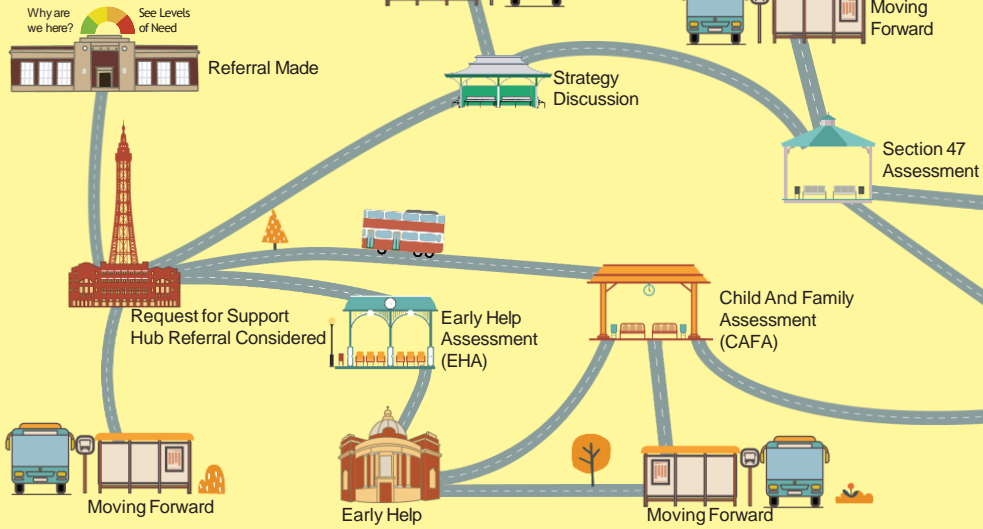 Why are
we here?
See Levels
of Need
Referral Made
Moving
Forward
Strategy
Discussion
Section 47
Assessment
Request for Support
Hub Referral Considered
Early Help
Assessment
(EHA)
Child And Family
Assessment
(CAFA)
Moving Forward
Early Help
Moving Forward